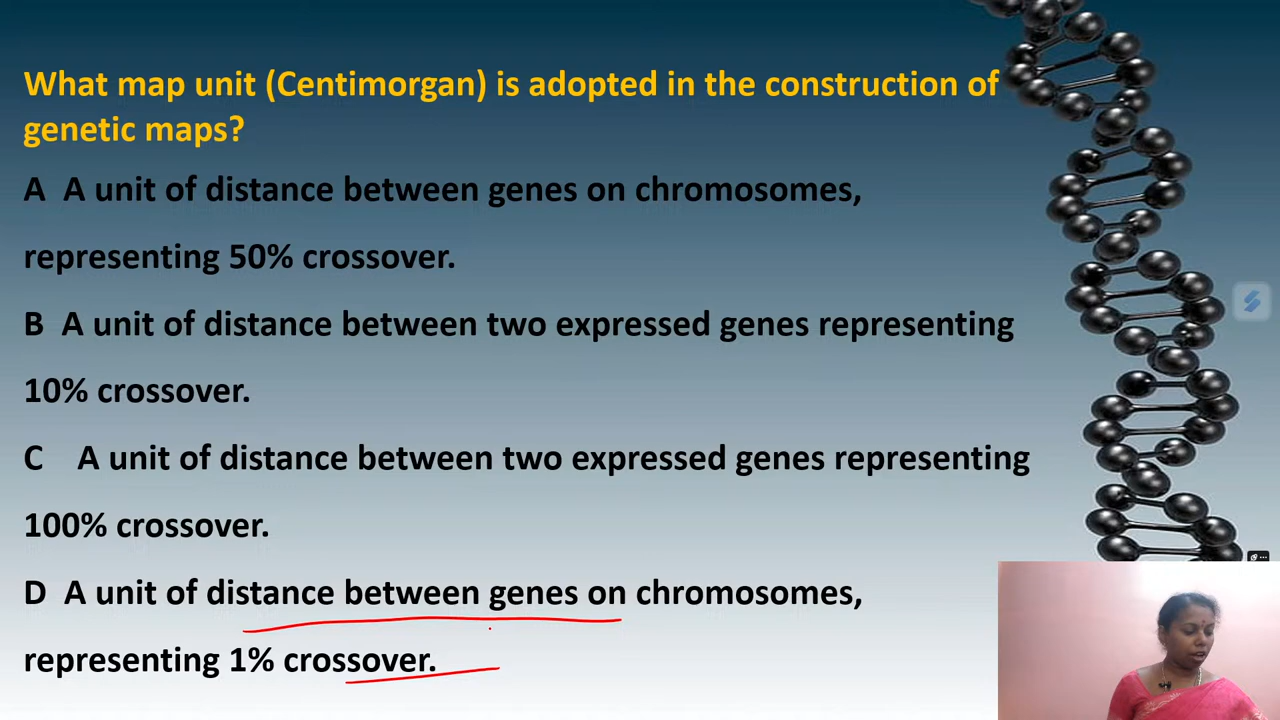 What map unit (Centimorgan) is adopted in the construction of
genetic maps?
A A unit of distance between genes on chromosomes,
representing 50% crossover.
B A unit of distance between two expressed genes representing
10% crossover.
C A unit of distance between two expressed genes representing
100% crossover.
D A unit of distance between genes on chromosomes,
representing 1% crossover.